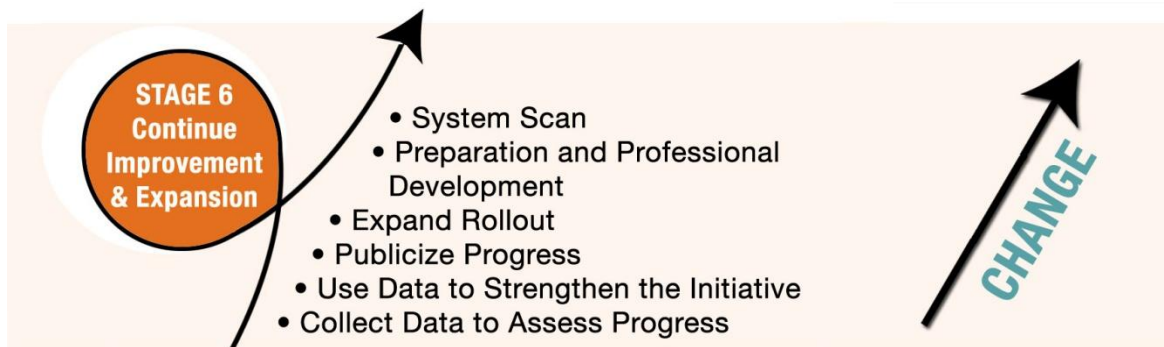 STAGE 6
Continue
Improvement
& Expansion
• System Scan
• Preparation and Professional
Development
• Expand Rollout
• Publicize Progress
• Use Data to Strengthen the Initiative
• Collect Data to Assess Progress
CHANGE